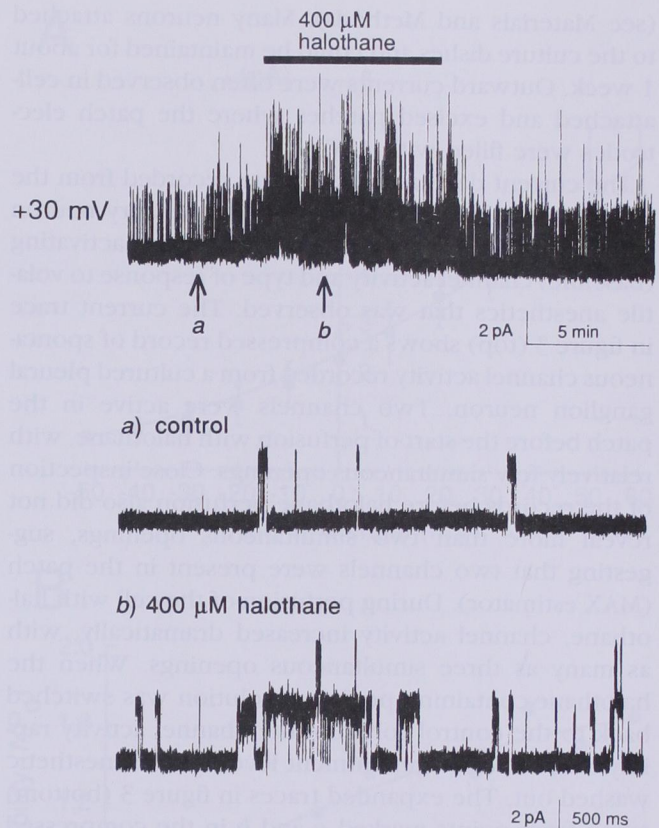 400 µM
halothane
+30 mV
a
b
2 pA 5 min
a) control
b) 400 µM halothane
2 pA 500 ms